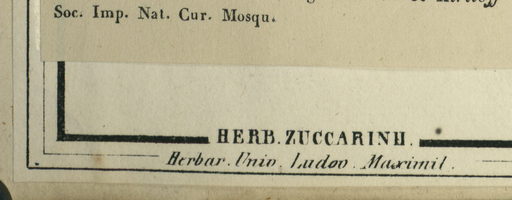 Soc. Imp. Nat. Cur. Mosqu.
HERB. ZUCCARINII.
Herbar. Univ. Ludov. Maximil.